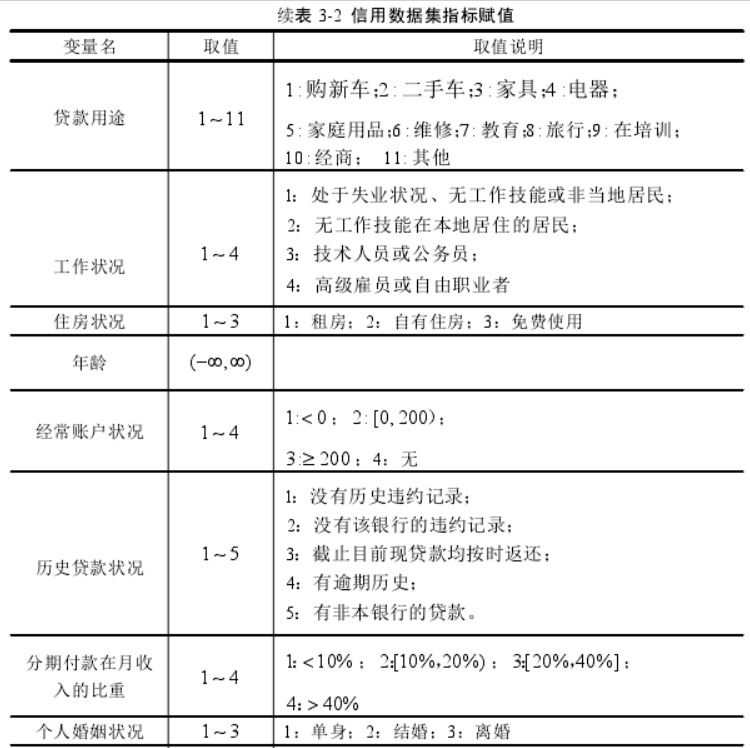 续表 3-2 信用数据集指标赋值
变量名 取值 取值说明
贷款用途 1~11
1:购新车;2:二手车;3:家具;4:电器;
5:家庭用品;6:维修;7:教育;8:旅行;9:在培训;
10:经商; 11:其他
工作状况 1~4
1: 处于失业状况、无工作技能或非当地居民;
2: 无工作技能在本地居住的居民;
3: 技术人员或公务员;
4: 高级雇员或自由职业者
住房状况 1~3 1: 租房; 2: 自有住房; 3: 免费使用
年龄 (-∞,∞)
经常账户状况 1~4
1:<0; 2:[0,200);
3:≥200; 4: 无
历史贷款状况 1~5
1: 没有历史违约记录;
2: 没有该银行的违约记录;
3: 截止目前现贷款均按时返还;
4: 有逾期历史;
5: 有非本银行的贷款。
分期付款在月收
入的比重
1~4
1:<10%; 2:[10%,20%); 3:[20%,40%];
4:>40%
个人婚姻状况 1~3 1: 单身; 2: 结婚; 3: 离婚